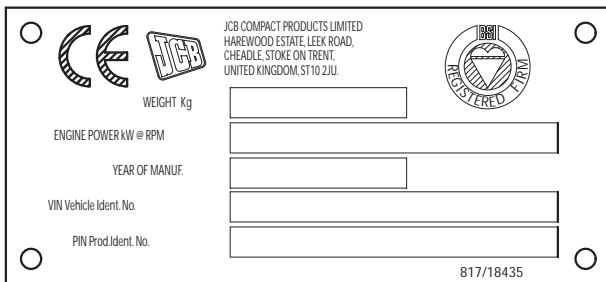 CE
JCB
JCB COMPACT PRODUCTS LIMITED
HAREWOOD ESTATE, LEEK ROAD,
CHEADLE, STOKE ON TRENT,
UNITED KINGDOM, ST10 2JU.
BSI
REGISTERED FIRM
WEIGHT Kg
ENGINE POWER kW @ RPM
YEAR OF MANUF.
VIN Vehicle Ident. No.
PIN Prod.Ident. No.
817/18435